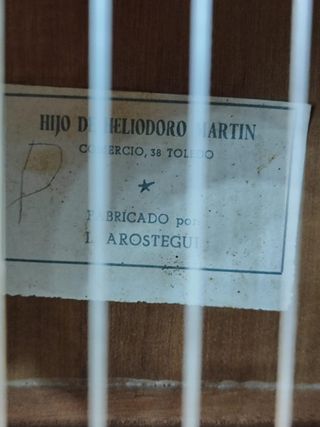 HIJO DE HELIODORO MARTIN
COMERCIO, 38 TOLEDO
P
FABRICADO por
AROSTEGUI